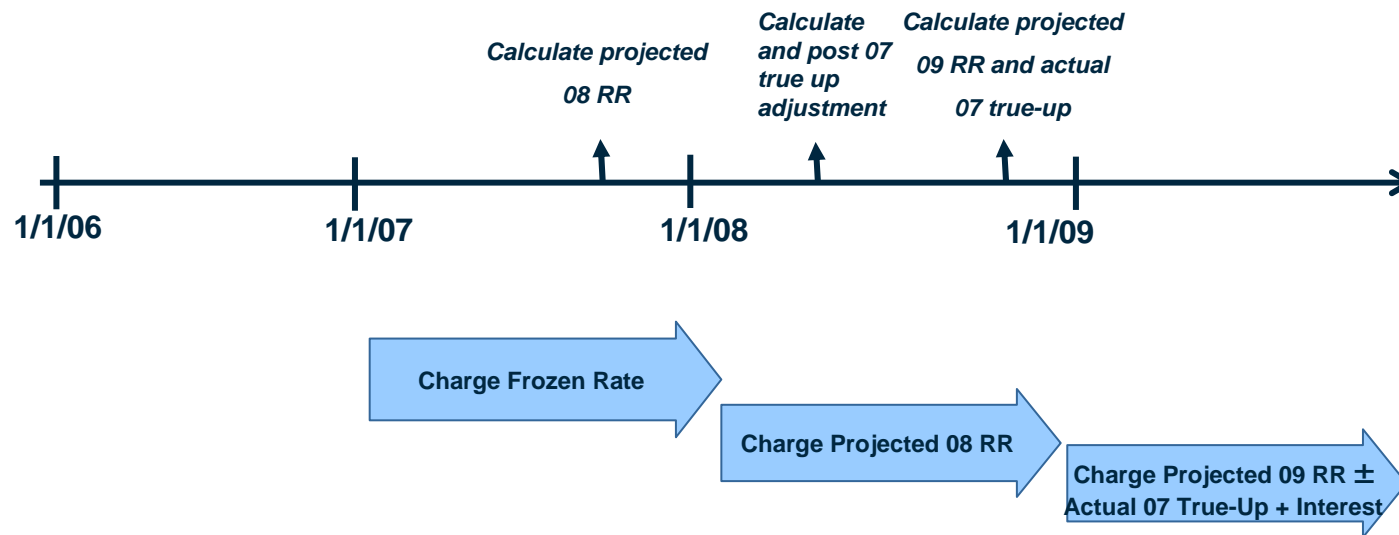 Calculate projected
08 RR
Calculate
and post 07
true up
adjustment
Calculate projected
09 RR and actual
07 true-up
1/1/06
1/1/07
1/1/08
1/1/09
Charge Frozen Rate
Charge Projected 08 RR
Charge Projected 09 RR ±
Actual 07 True-Up + Interest